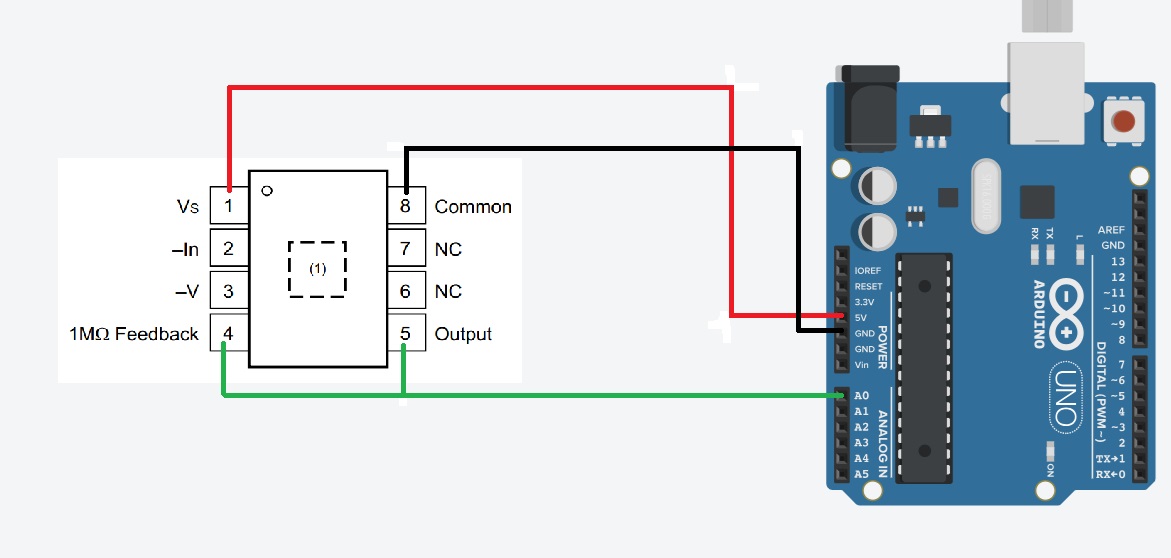 Vs 1
–In 2
–V 3
1MΩ Feedback 4
(1)
8 Common
7 NC
6 NC
5 Output
IOREF
RESET
3.3V
5V
GND
GND
Vin
POWER
A0
A1
A2
A3
A4
A5
ANALOG IN
RX
TX
L
ARDUINO
UNO
ON
AREF
GND
13
12
~11
~10
~9
8
7
~6
~5
4
~3
2
TX→1
RX←0
DIGITAL (PWM~)